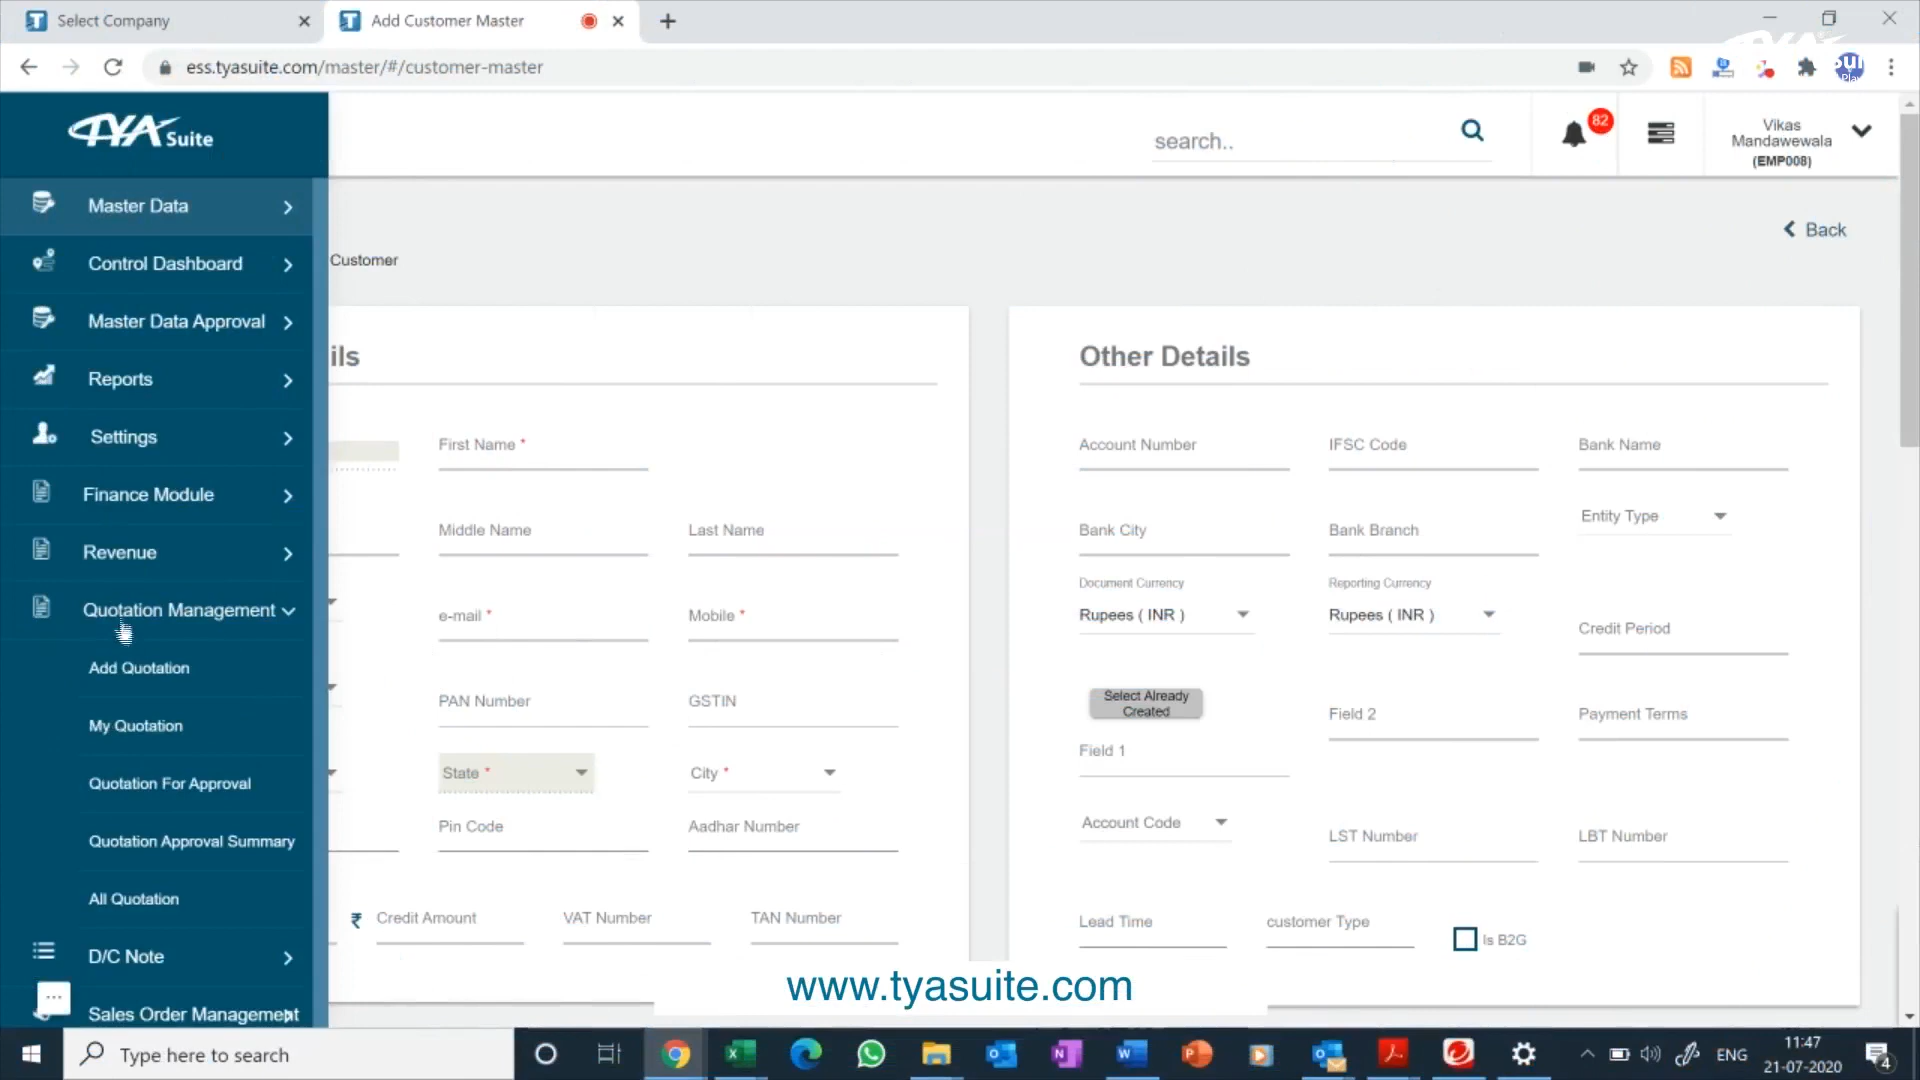 Select Company
Add Customer Master
ess.tyasuite.com/master/#/customer-master
TYA Suite
search..
82
Vikas
Mandawewala
(EMP008)
Master Data
Control Dashboard
Master Data Approval
Reports
Settings
Finance Module
Revenue
Quotation Management
Add Quotation
My Quotation
Quotation For Approval
Quotation Approval Summary
All Quotation
D/C Note
Sales Order Management
Back
Customer
ils
First Name *
Middle Name
Last Name
e-mail *
Mobile *
PAN Number
GSTIN
State *
City *
Pin Code
Aadhar Number
₹ Credit Amount
VAT Number
TAN Number
Other Details
Account Number
IFSC Code
Bank Name
Bank City
Bank Branch
Entity Type
Document Currency
Rupees ( INR )
Reporting Currency
Rupees ( INR )
Credit Period
Select Already
Created
Field 1
Field 2
Payment Terms
Account Code
LST Number
LBT Number
Lead Time
customer Type
Is B2G
www.tyasuite.com
Type here to search
ENG
11:47
21-07-2020
4